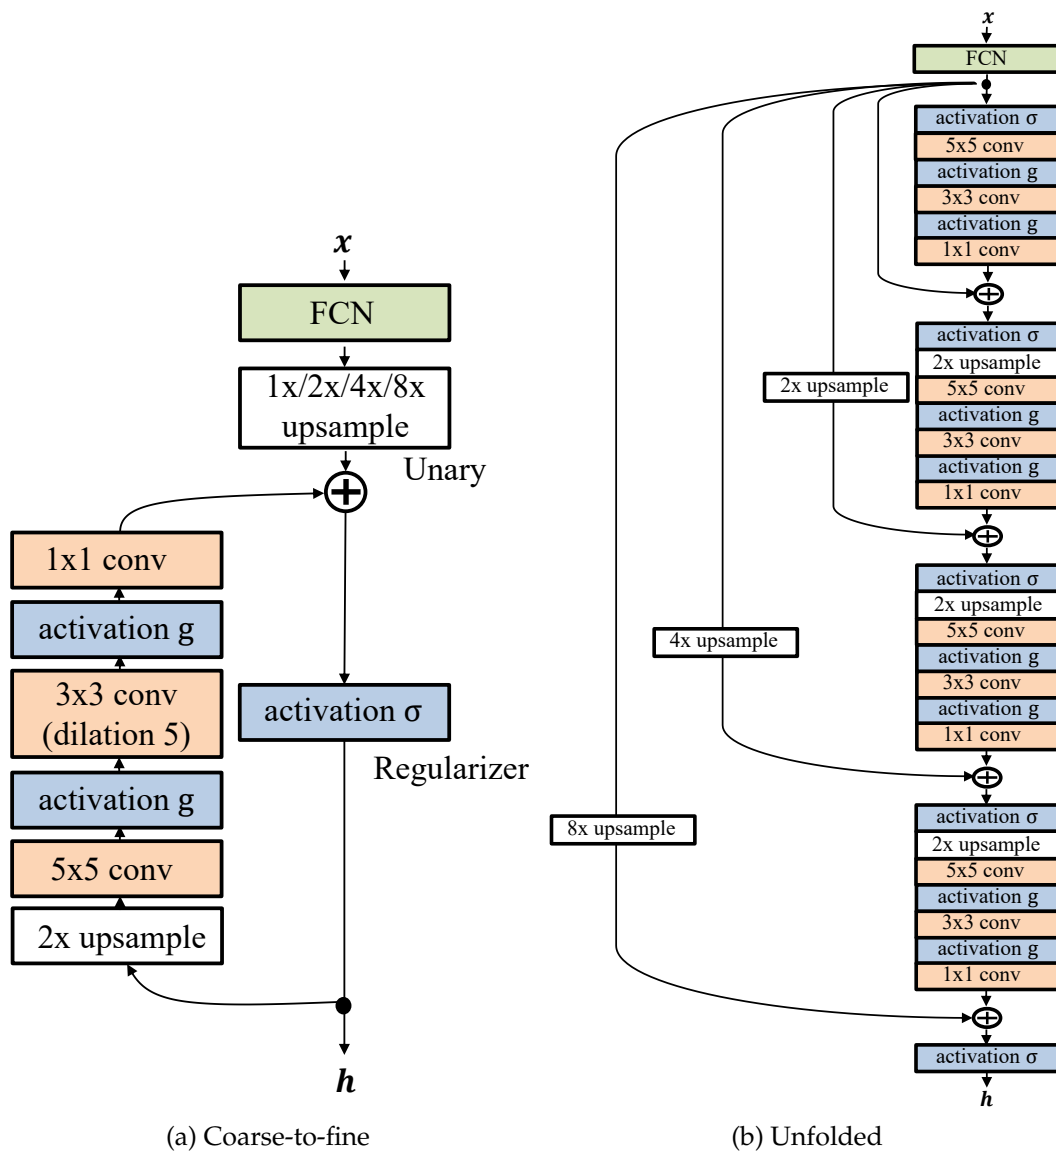 x
FCN
1x/2x/4x/8x
upsample
Unary
1x1 conv
activation g
3x3 conv
(dilation 5)
activation g
5x5 conv
2x upsample
activation σ
Regularizer
h
(a) Coarse-to-fine
x
FCN
activation σ
5x5 conv
activation g
3x3 conv
activation g
1x1 conv
activation σ
2x upsample
5x5 conv
activation g
3x3 conv
activation g
1x1 conv
2x upsample
activation σ
2x upsample
5x5 conv
activation g
3x3 conv
activation g
1x1 conv
4x upsample
activation σ
2x upsample
5x5 conv
activation g
3x3 conv
activation g
1x1 conv
8x upsample
activation σ
h
(b) Unfolded